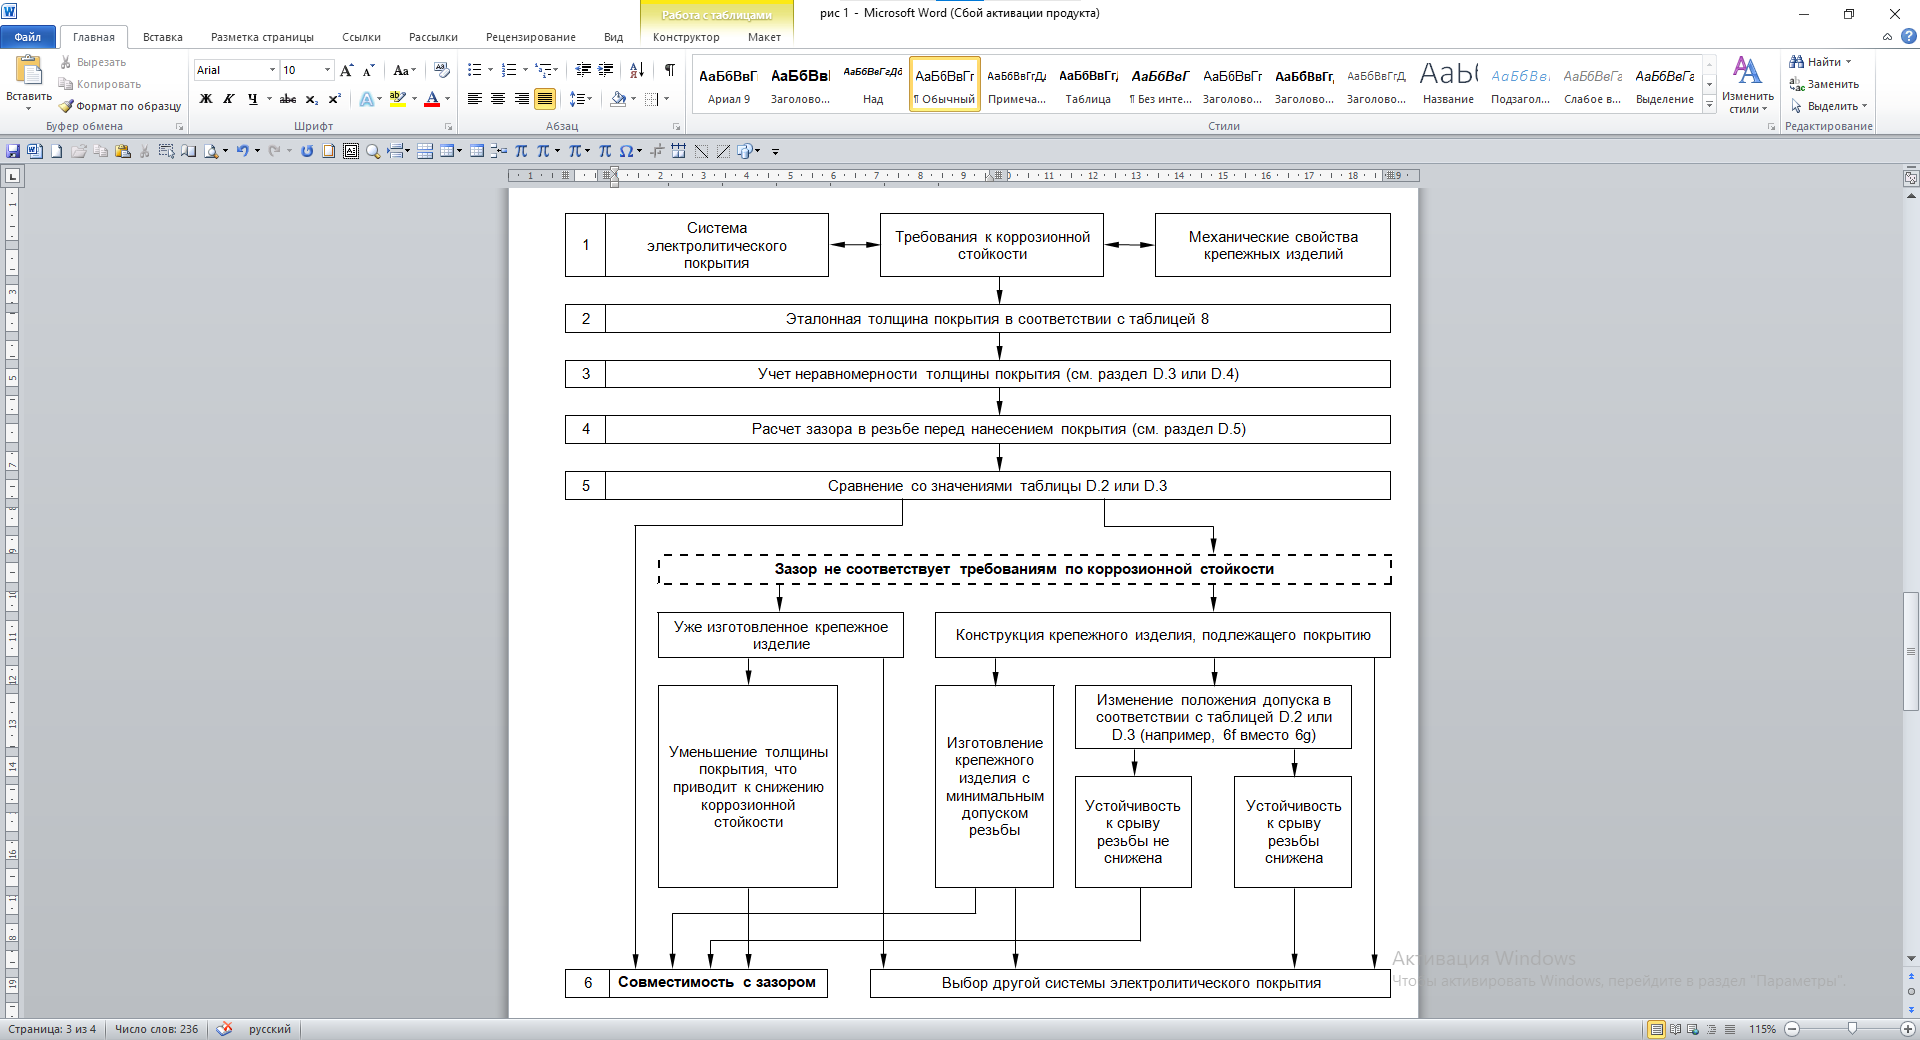 Работа с таблицами
рис 1 - Microsoft Word (Сбой активации продукта)
Файл
Главная
Вставка
Разметка страницы
Ссылки
Рассылки
Рецензирование
Вид
Конструктор
Макет
Вставить
Вырезать
Копировать
Формат по образцу
Буфер обмена
Arial
10
Шрифт
Абзац
АаБбВвГг
Ариал 9
Заголово...
Над
¶ Обычный
Примеча...
Таблица
¶ Без инте...
Заголово...
Заголово...
Заголово...
Название
Подзагол...
Слабое в...
Выделение
Стили
Изменить
стили
Найти
Заменить
Выделить
Редактирование
1
Система
электролитического
покрытия
Требования к коррозионной
стойкости
Механические свойства
крепежных изделий
2
Эталонная толщина покрытия в соответствии с таблицей 8
3
Учет неравномерности толщины покрытия (см. раздел D.3 или D.4)
4
Расчет зазора в резьбе перед нанесением покрытия (см. раздел D.5)
5
Сравнение со значениями таблицы D.2 или D.3
Зазор не соответствует требованиям по коррозионной стойкости
Уже изготовленное крепежное
изделие
Конструкция крепежного изделия, подлежащего покрытию
Уменьшение толщины
покрытия, что
приводит к снижению
коррозионной
стойкости
Изготовление
крепежного
изделия с
минимальным
допуском
резьбы
Изменение положения допуска в
соответствии с таблицей D.2 или
D.3 (например, 6f вместо 6g)
Устойчивость
к срыву
резьбы не
снижена
Устойчивость
к срыву
резьбы
снижена
6
Совместимость с зазором
Выбор другой системы электролитического покрытия
Активация Windows
Чтобы активировать Windows, перейдите в раздел "Параметры".
Страница: 3 из 4
Число слов: 236
русский
115%